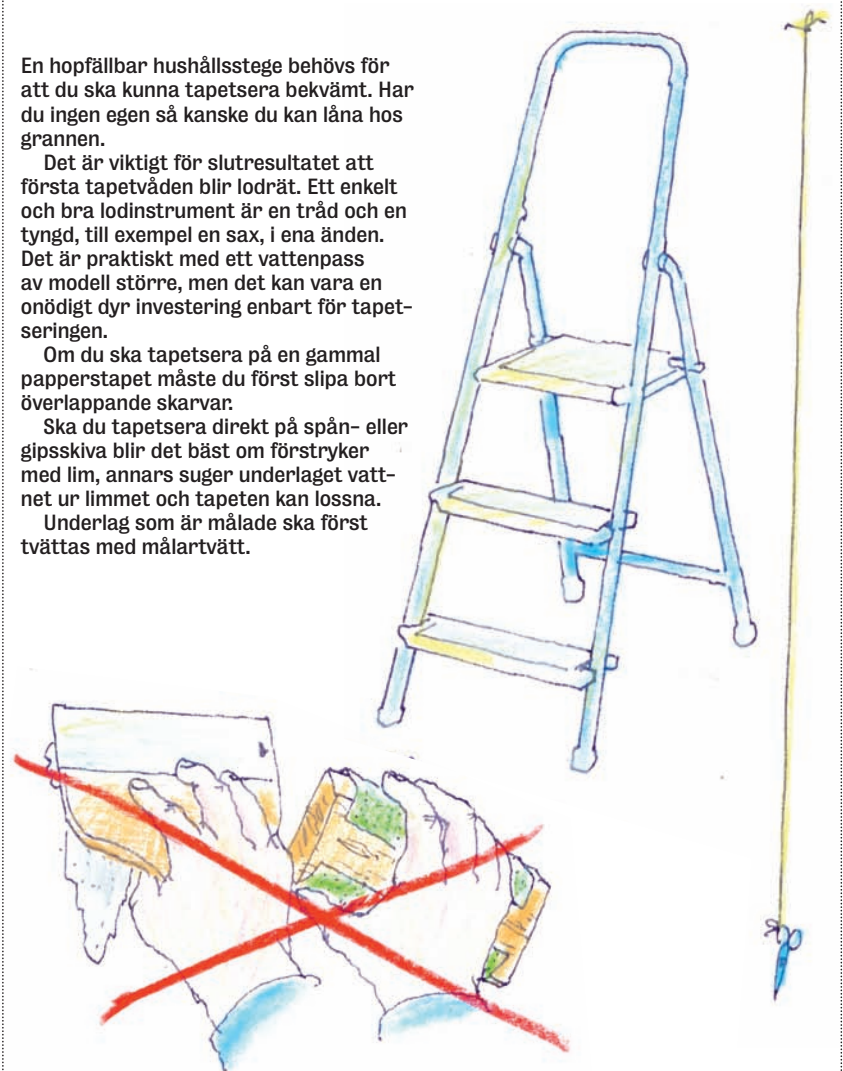 En hopfällbar hushållsstege behövs för
att du ska kunna tapetsera bekvämt. Har
du ingen egen så kanske du kan låna hos
grannen.
Det är viktigt för slutresultatet att
första tapetvåden blir lodrät. Ett enkelt
och bra lodinstrument är en tråd och en
tyngd, till exempel en sax, i ena änden.
Det är praktiskt med ett vattenpass
av modell större, men det kan vara en
onödigt dyr investering enbart för tapet-
seringen.
Om du ska tapetsera på en gammal
papperstapet måste du först slipa bort
överlappande skarvar.
Ska du tapetsera direkt på spån- eller
gipsskiva blir det bäst om förstryker
med lim, annars suger underlaget vatt-
net ur limmet och tapeten kan lossna.
Underlag som är målade ska först
tvättas med målartvätt.